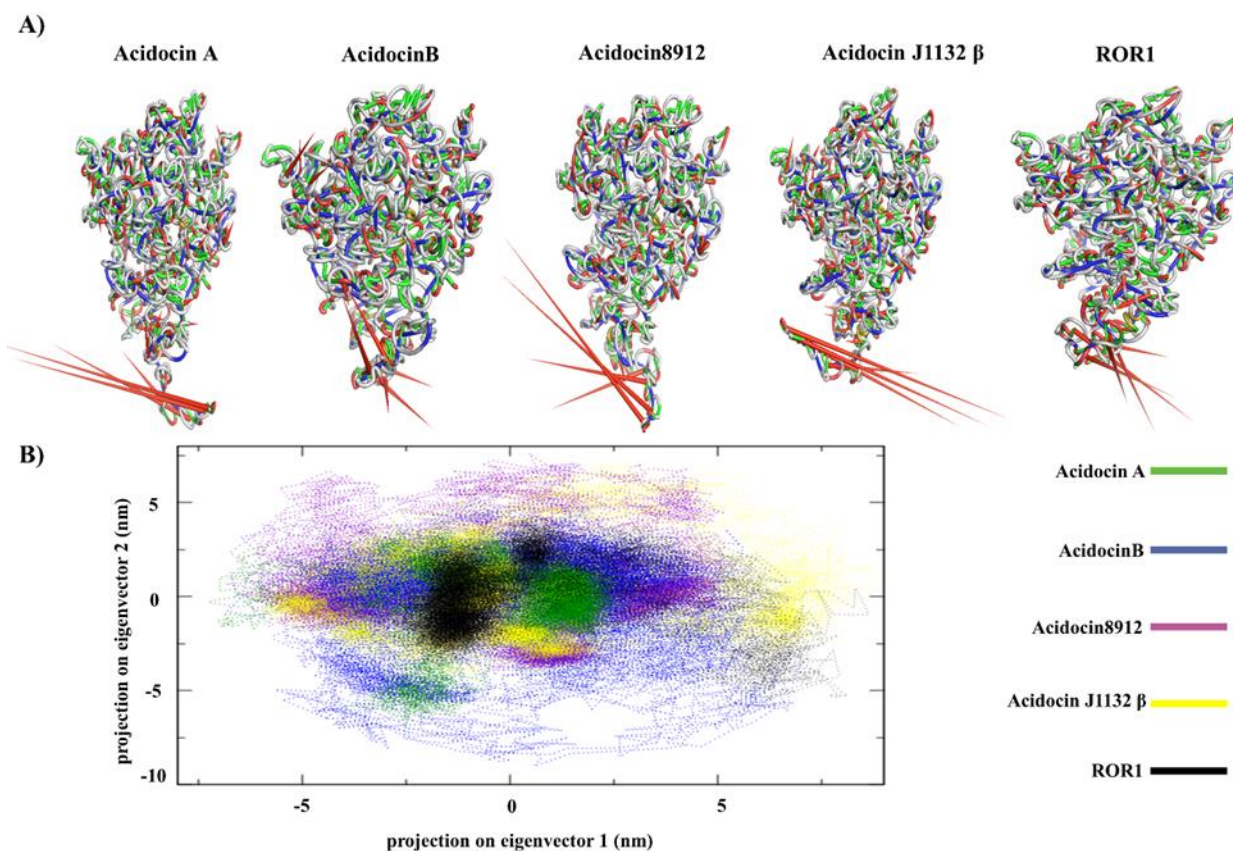 A)
Acidocin A AcidocinB Acidocin8912 Acidocin J1132 β ROR1
B)
projection on eigenvector 2 (nm)
5
0
-5
-10
-5 0 5
projection on eigenvector 1 (nm)
Acidocin A
AcidocinB
Acidocin8912
Acidocin J1132 β
ROR1